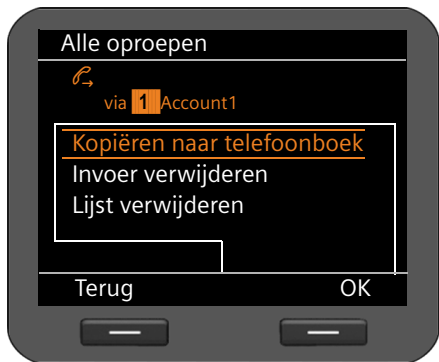 Alle oproepen
via 1 Account1
Kopiëren naar telefoonboek
Invoer verwijderen
Lijst verwijderen
Terug OK